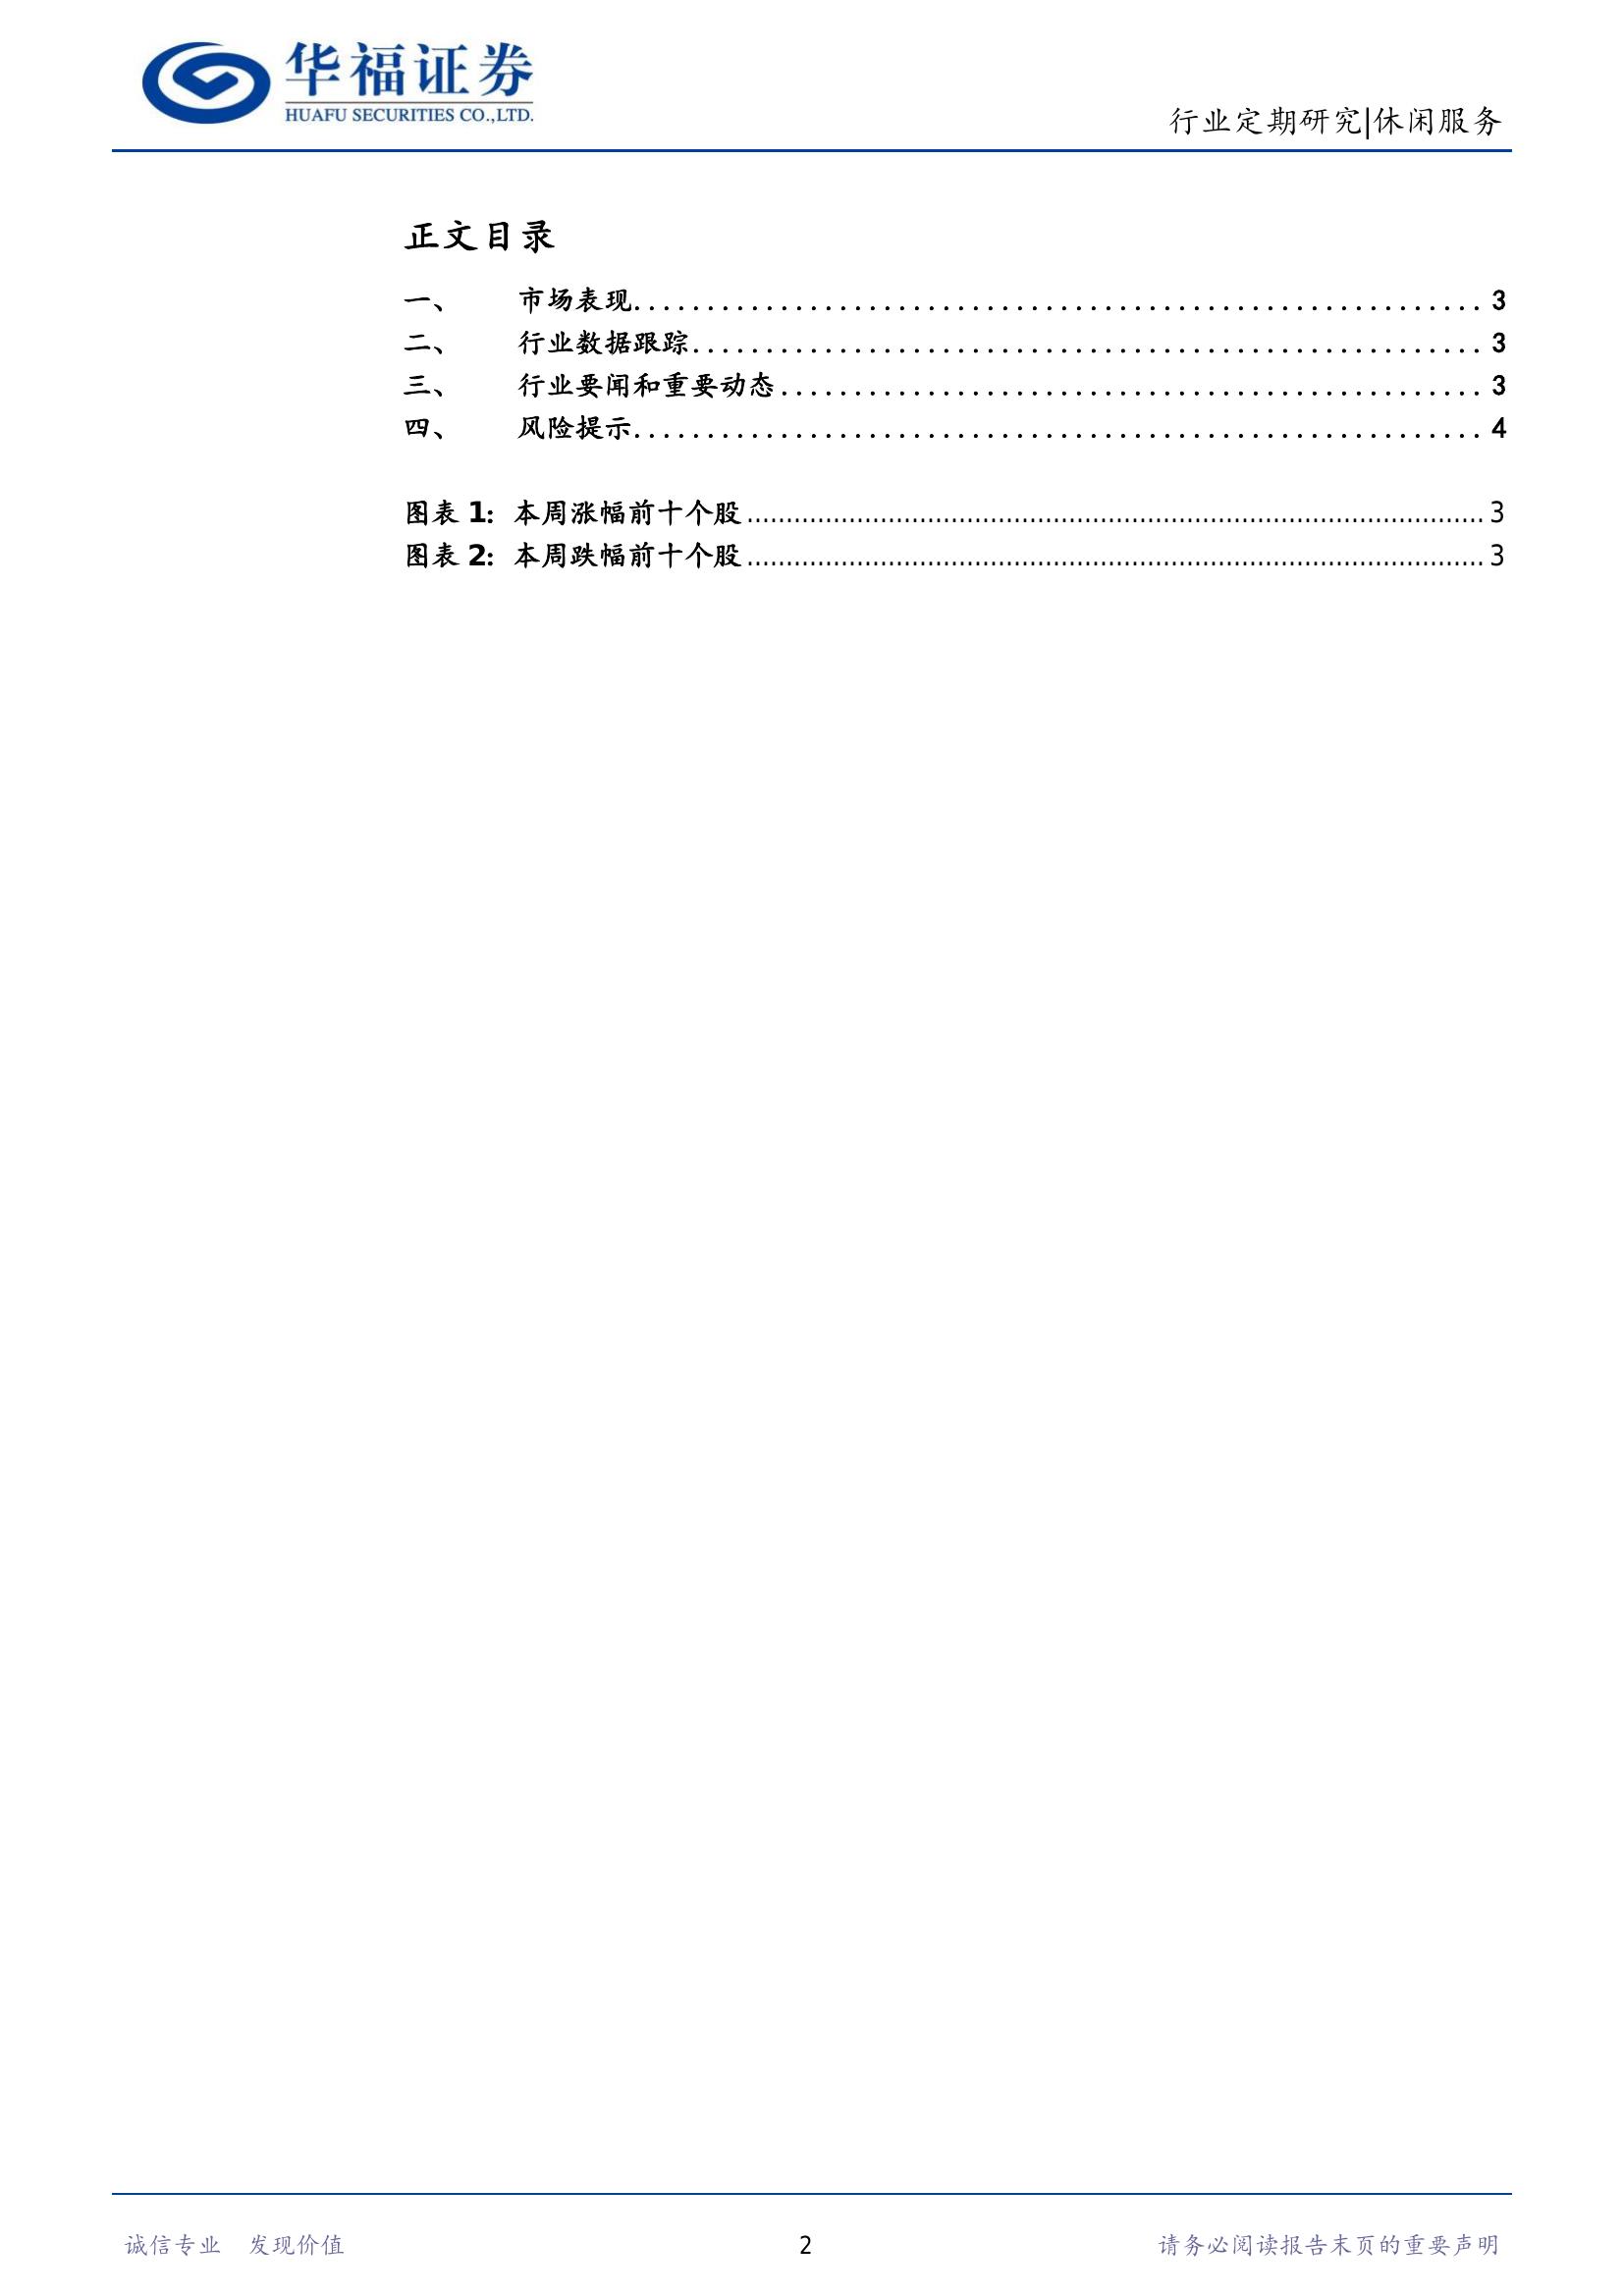 华福证券
HUAFU SECURITIES CO.,LTD.
行业定期研究|休闲服务
正文目录
一、 市场表现........................................................... 3
二、 行业数据跟踪....................................................... 3
三、 行业要闻和重要动态................................................. 3
四、 风险提示........................................................... 4
图表 1: 本周涨幅前十个股................................................................................................ 3
图表 2: 本周跌幅前十个股................................................................................................ 3
诚信专业 发现价值
2
请务必阅读报告末页的重要声明